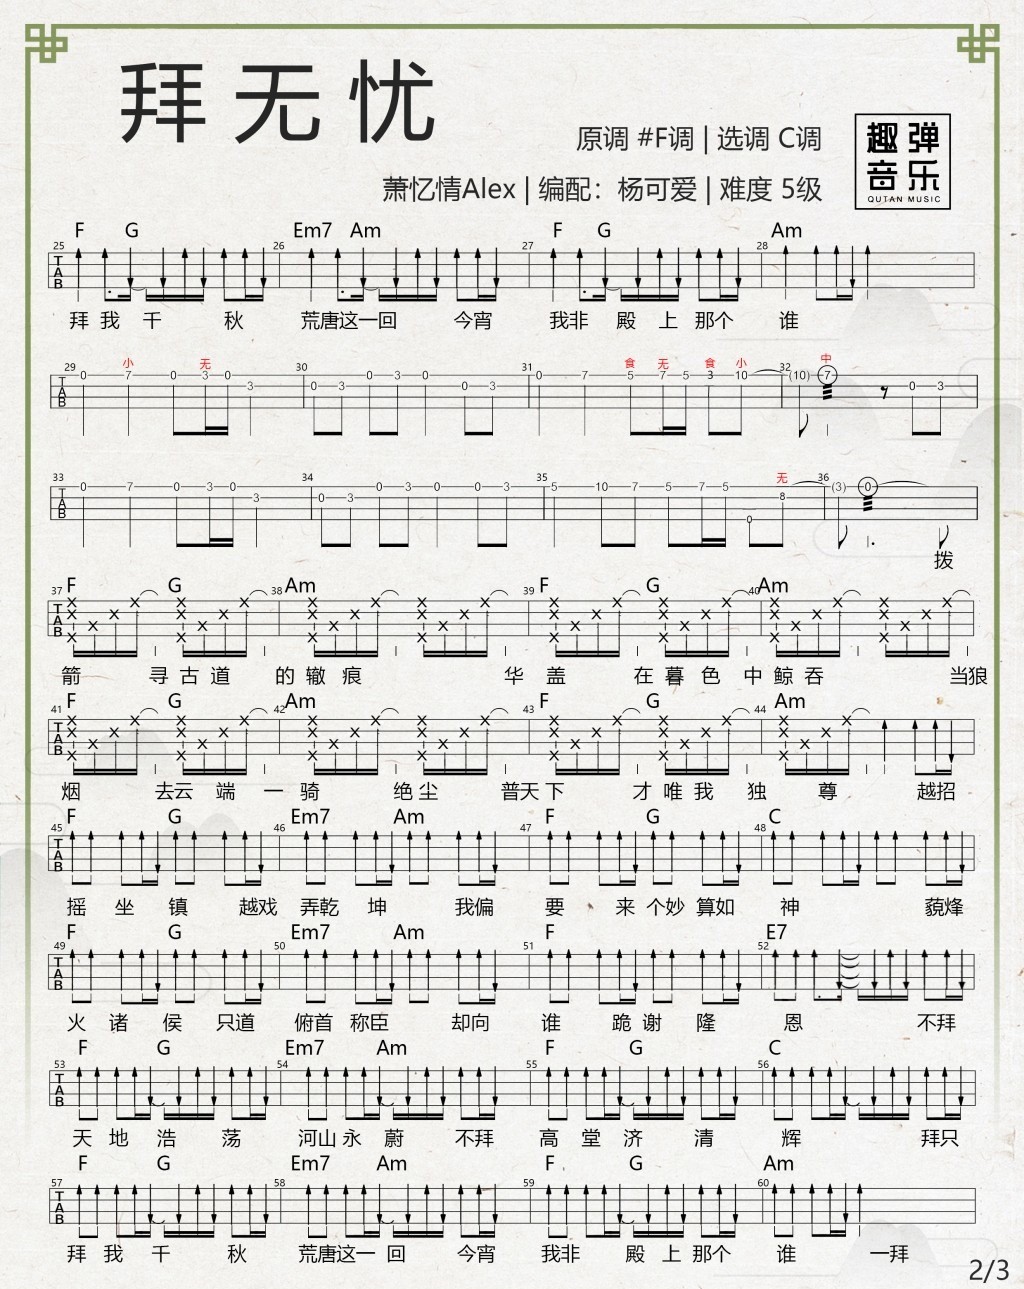 拜无忧
原调 #F调 | 选调 C调
萧忆情Alex | 编配：杨可爱 | 难度 5级
趣弹
音乐
QUTAN MUSIC
F G Em7 Am F G Am
25 26 27 28
TAB
拜 我 千 秋 荒唐这一回 今宵 我非 殿 上 那个 谁
小 无 食 无 食 小 中
29 30 31 32
TAB 0 7 0 3 0 3 0 3 0 3 0 0 3 0 7 5 7 5 3 10 (10) 7 0 3
无
33 34 35 36
TAB 0 7 0 3 0 3 0 3 0 3 0 0 3 5 10 7 5 7 5 0 8 (3) 0
拨
F G Am F G Am
37 38 39 40
TAB
箭 寻 古 道 的 辙 痕 华 盖 在 暮 色 中 鲸 吞 当狼
F G Am F G Am
41 42 43 44
TAB
烟 去云 端 一 骑 绝 尘 普天 下 才 唯 我 独 尊 越招
F G Em7 Am F G C
45 46 47 48
TAB
摇 坐 镇 越戏 弄乾 坤 我偏 要 来 个妙 算如 神 藐烽
F G Em7 Am F E7
49 50 51 52
TAB
火 诸 侯 只道 俯首 称臣 却向 谁 跪 谢 隆 恩 不拜
F G Em7 Am F G C
53 54 55 56
TAB
天 地 浩 荡 河山 永 蔚 不拜 高 堂 济 清 辉 拜只
F G Em7 Am F G Am
57 58 59 60
TAB
拜 我 千 秋 荒唐这一 回 今宵 我非 殿 上 那个 谁 一拜
2/3